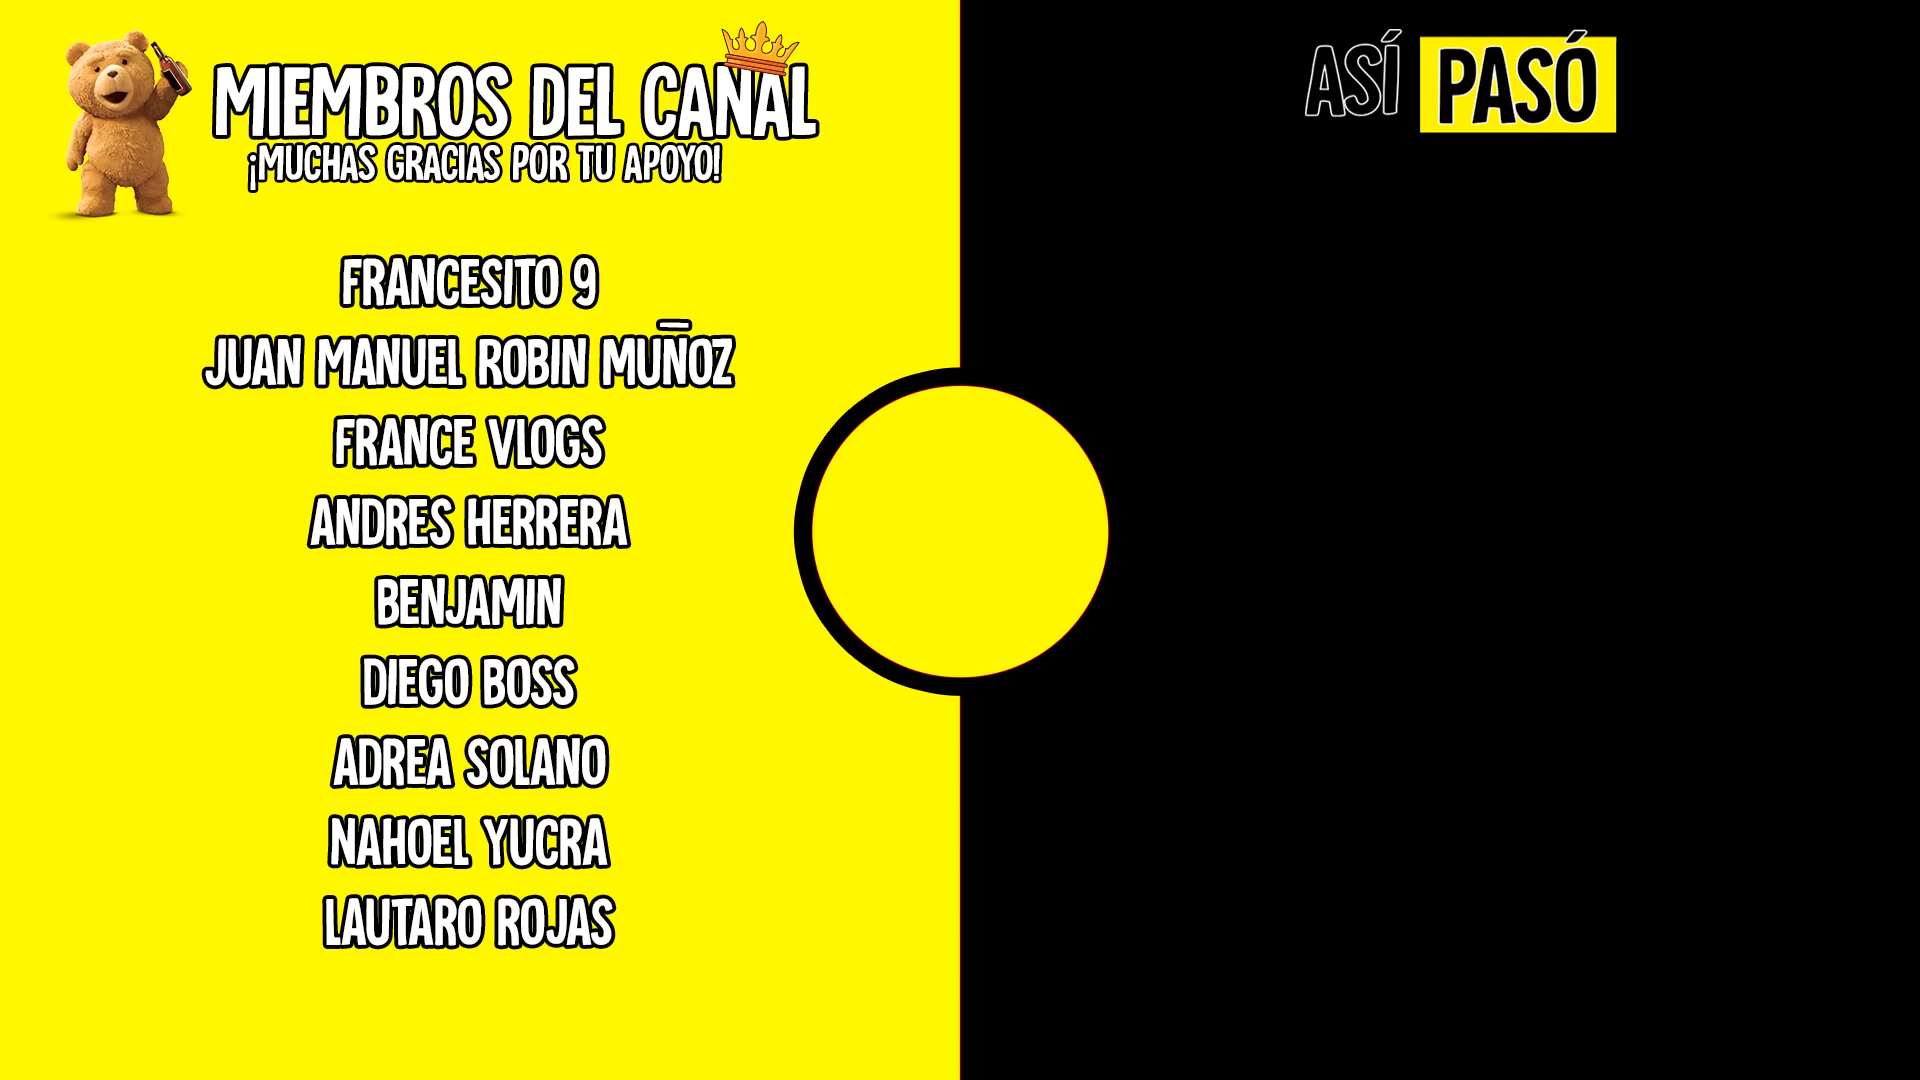 MIEMBROS DEL CANAL
¡MUCHAS GRACIAS POR TU APOYO!
FRANCESITO 9
JUAN MANUEL ROBIN MUÑOZ
FRANCE VLOGS
ANDRES HERRERA
BENJAMIN
DIEGO BOSS
ADREA SOLANO
NAHOEL YUCRA
LAUTARO ROJAS
ASÍ PASÓ